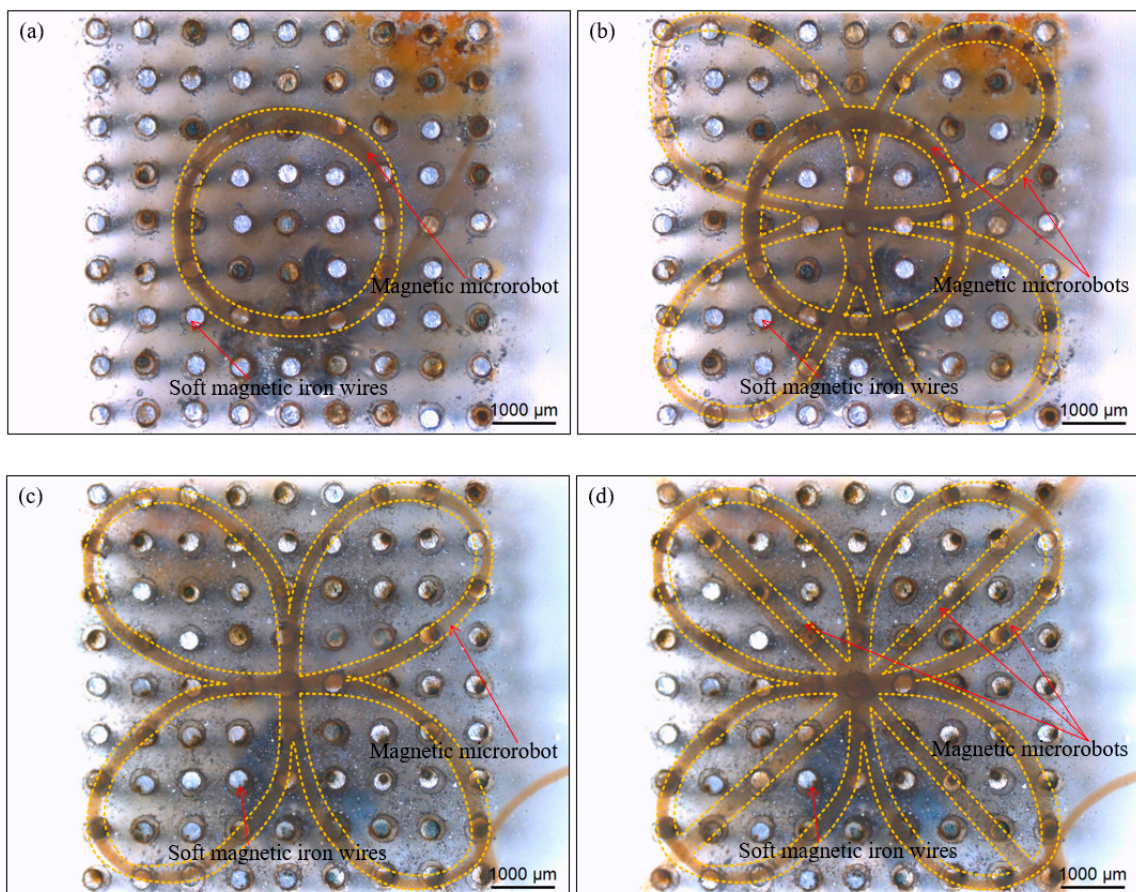 (a)
Magnetic microrobot
Soft magnetic iron wires
1000 μm
(b)
Magnetic microrobots
Soft magnetic iron wires
1000 μm
(c)
Magnetic microrobot
Soft magnetic iron wires
1000 μm
(d)
Magnetic microrobots
Soft magnetic iron wires
1000 μm